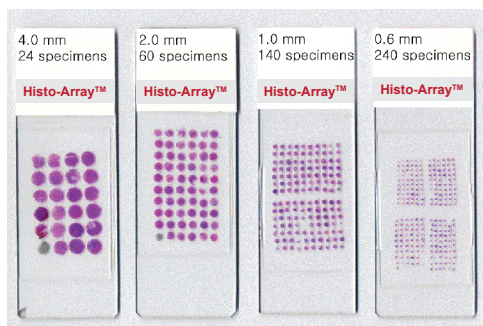 4.0 mm
24 specimens
Histo-Array™
2.0 mm
60 specimens
Histo-Array™
1.0 mm
140 specimens
Histo-Array™
0.6 mm
240 specimens
Histo-Array™